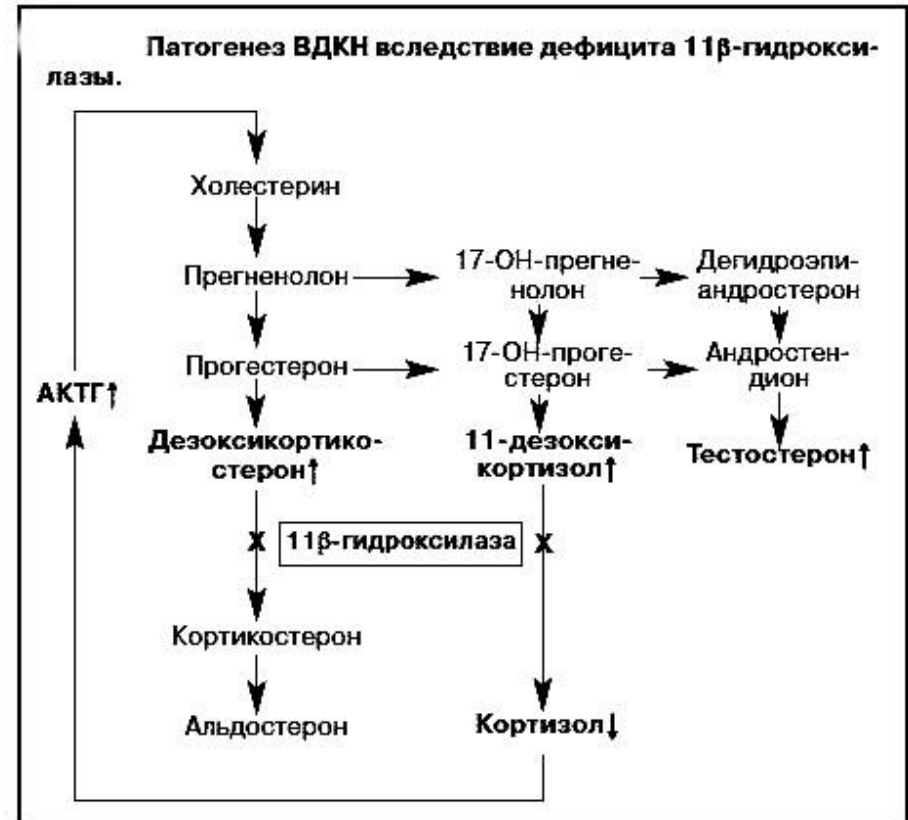 Патогенез ВДКН вследствие дефицита 11β-гидрокси-
лазы.
Холестерин
Прегненолон
17-ОН-прегне-
нолон
Дегидроэпи-
андростерон
Прогестерон
17-ОН-проге-
стерон
Андростен-
дион
АКТГ↑
Дезоксикортико-
стерон↑
11-дезокси-
кортизол↑
Тестостерон↑
X 11β-гидроксилаза X
Кортикостерон
Альдостерон
Кортизол↓